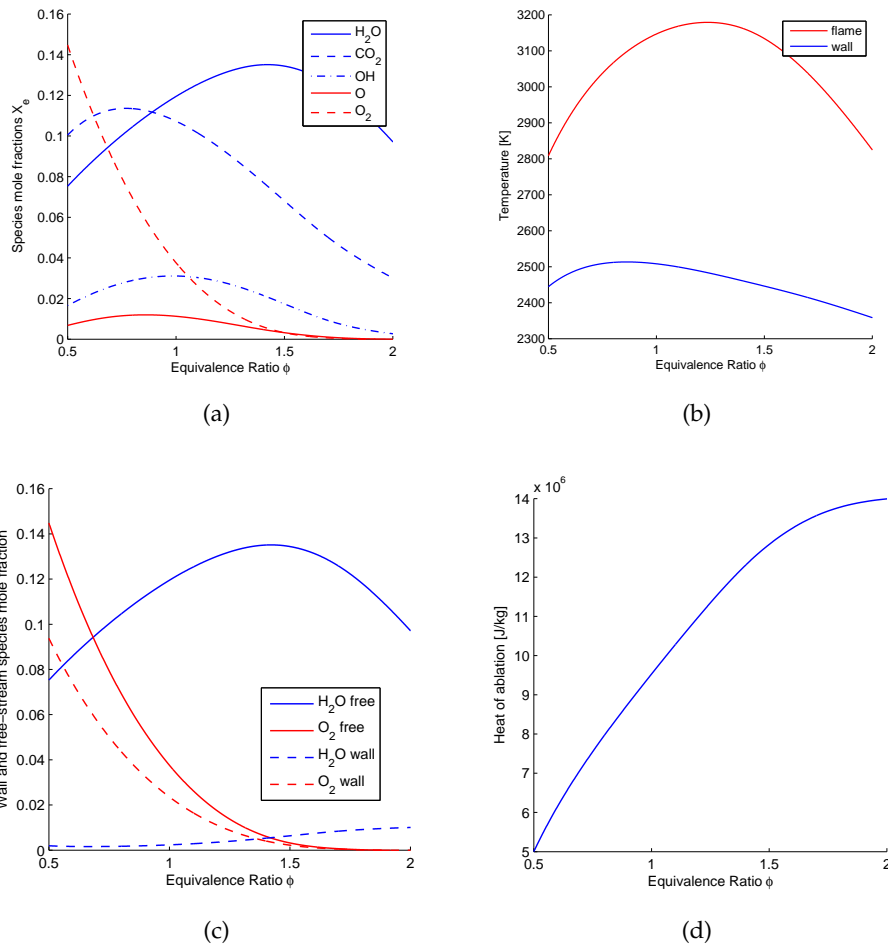 0.16
0.14
0.12
0.1
0.08
0.06
0.04
0.02
0
0.5
1
1.5
2
Species mole fractions X_e
Equivalence Ratio ϕ
H2O
CO2
OH
O
O2
(a)
3200
3100
3000
2900
2800
2700
2600
2500
2400
2300
0.5
1
1.5
2
Temperature [K]
Equivalence Ratio ϕ
flame
wall
(b)
0.16
0.14
0.12
0.1
0.08
0.06
0.04
0.02
0
0.5
1
1.5
2
Wall and free−stream species mole fraction
Equivalence Ratio ϕ
H2O free
O2 free
H2O wall
O2 wall
(c)
x 10^6
14
13
12
11
10
9
8
7
6
5
0.5
1
1.5
2
Heat of ablation [J/kg]
Equivalence Ratio ϕ
(d)